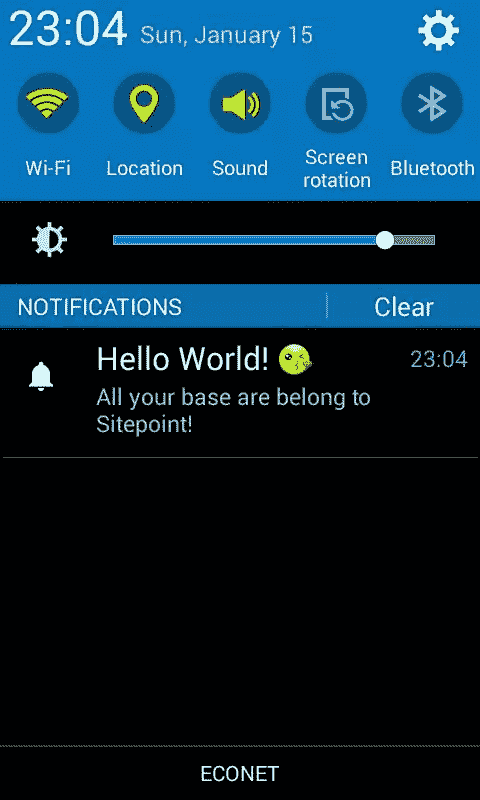 23:04 Sun, January 15
Wi-Fi Location Sound Screen rotation Bluetooth
NOTIFICATIONS Clear
Hello World! 😘 23:04
All your base are belong to
Sitepoint!
ECONET